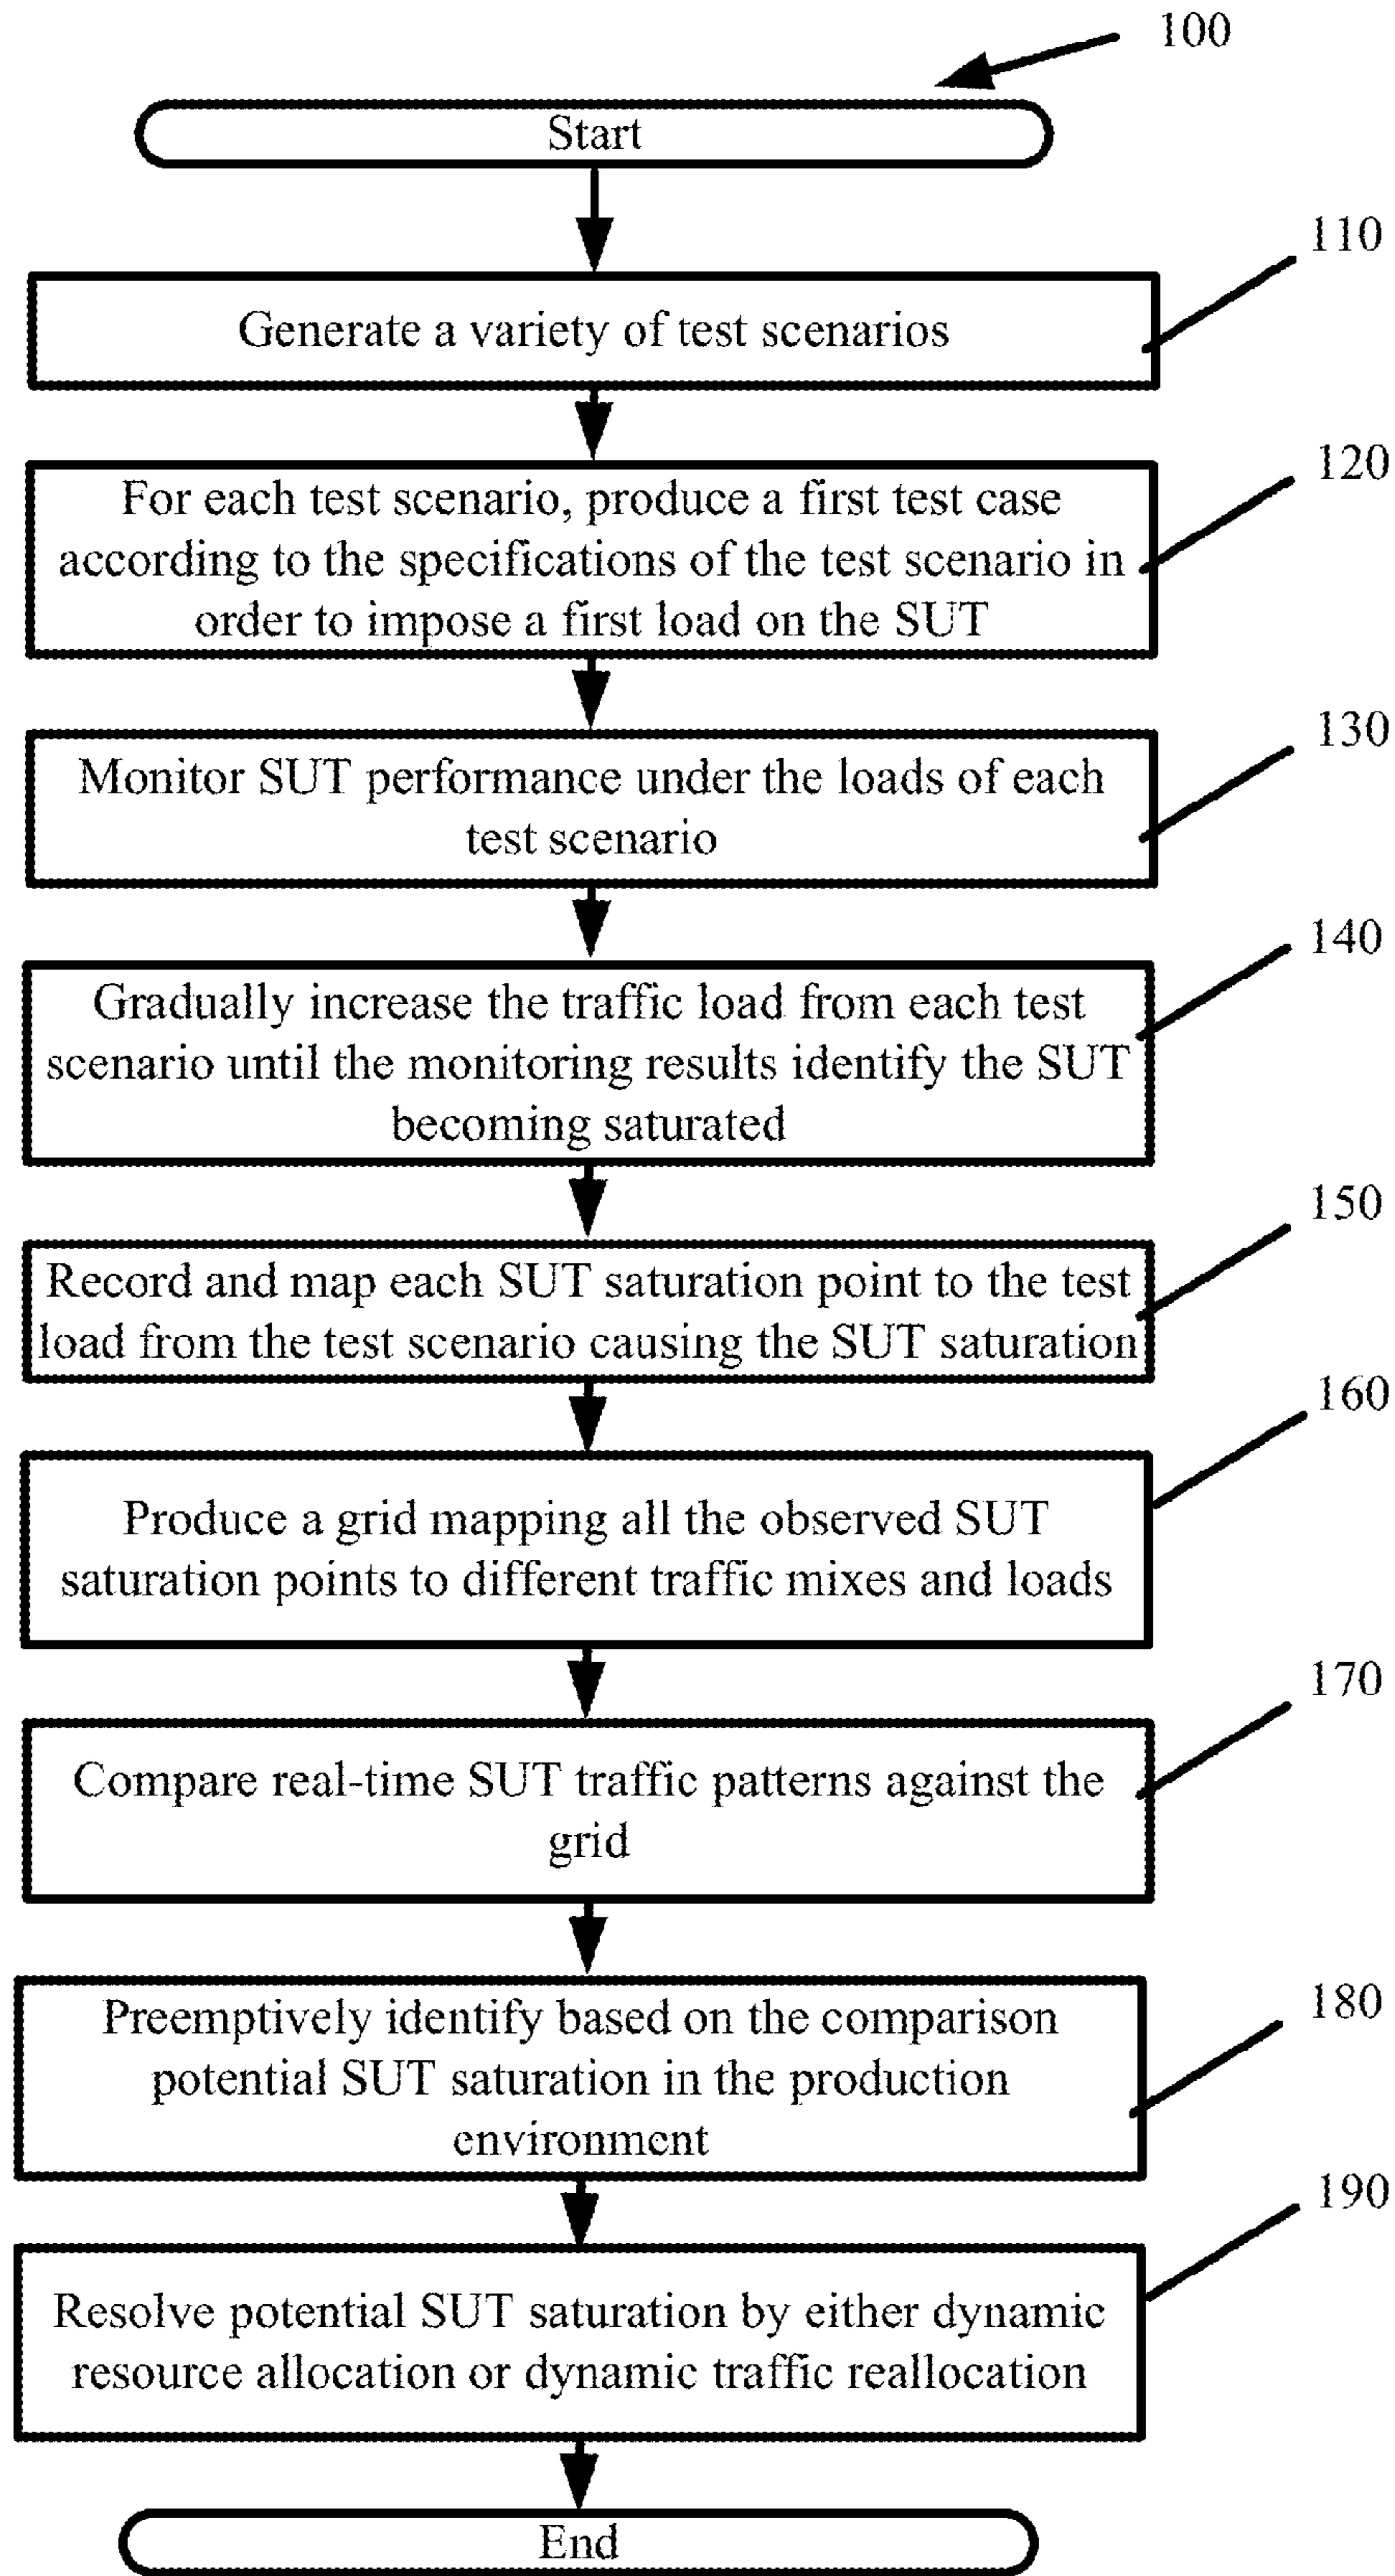 100
Start
110
Generate a variety of test scenarios
120
For each test scenario, produce a first test case
according to the specifications of the test scenario in
order to impose a first load on the SUT
130
Monitor SUT performance under the loads of each
test scenario
140
Gradually increase the traffic load from each test
scenario until the monitoring results identify the SUT
becoming saturated
150
Record and map each SUT saturation point to the test
load from the test scenario causing the SUT saturation
160
Produce a grid mapping all the observed SUT
saturation points to different traffic mixes and loads
170
Compare real-time SUT traffic patterns against the
grid
180
Preemptively identify based on the comparison
potential SUT saturation in the production
environment
190
Resolve potential SUT saturation by either dynamic
resource allocation or dynamic traffic reallocation
End